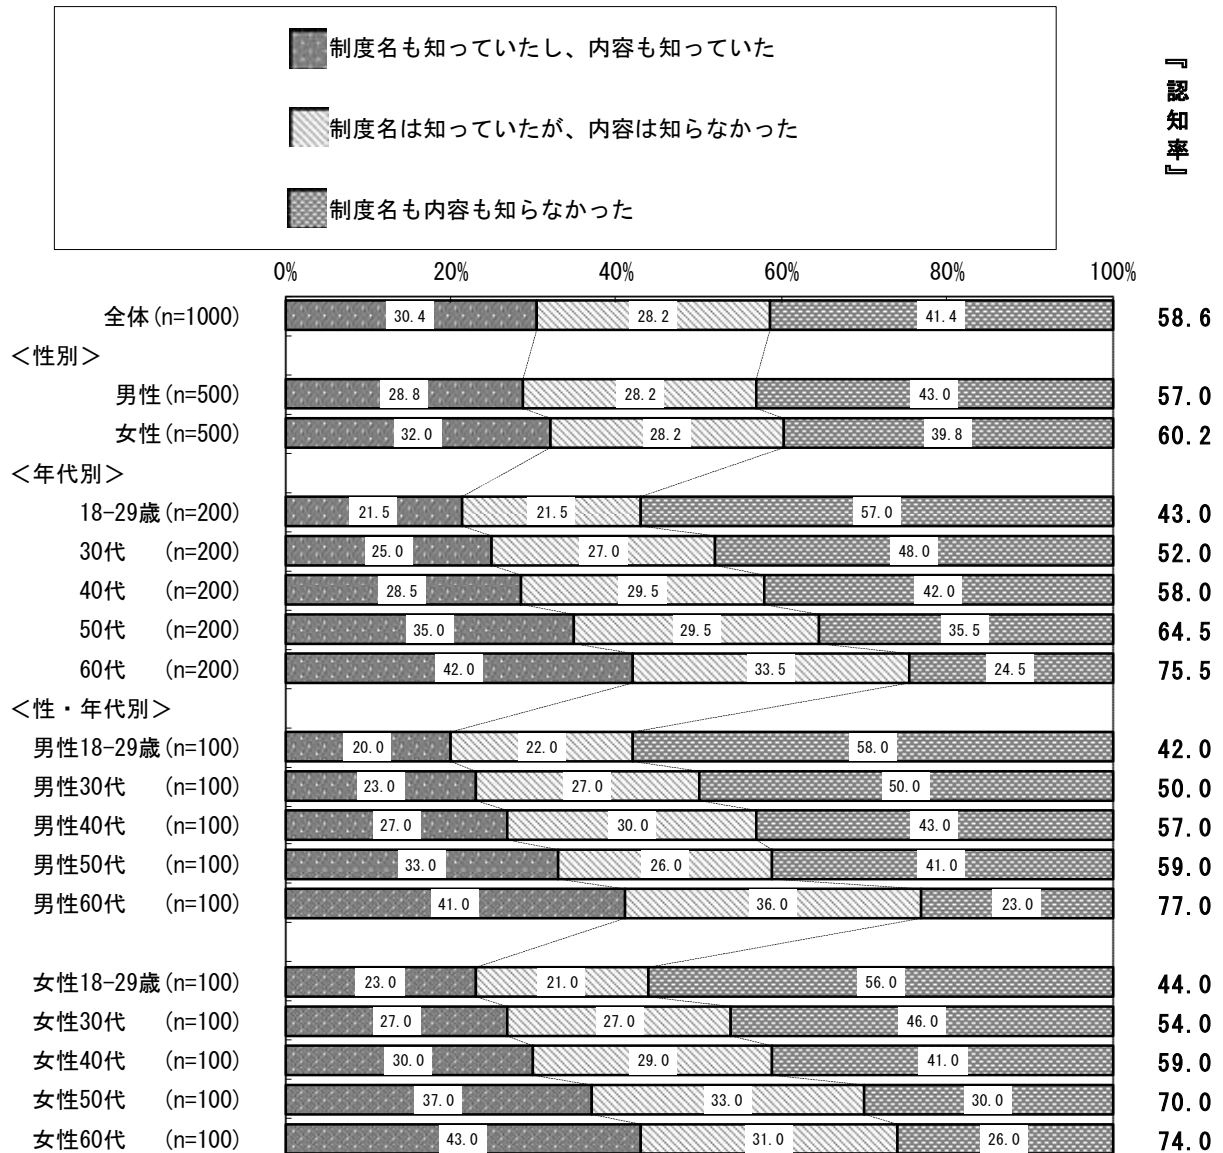 制度名も知っていたし、内容も知っていた
制度名は知っていたが、内容は知らなかった
制度名も内容も知らなかった
『認知率』
0% 20% 40% 60% 80% 100%
全体(n=1000) 30.4 28.2 41.4 58.6
＜性別＞
男性(n=500) 28.8 28.2 43.0 57.0
女性(n=500) 32.0 28.2 39.8 60.2
＜年代別＞
18-29歳(n=200) 21.5 21.5 57.0 43.0
30代 (n=200) 25.0 27.0 48.0 52.0
40代 (n=200) 28.5 29.5 42.0 58.0
50代 (n=200) 35.0 29.5 35.5 64.5
60代 (n=200) 42.0 33.5 24.5 75.5
＜性・年代別＞
男性18-29歳(n=100) 20.0 22.0 58.0 42.0
男性30代 (n=100) 23.0 27.0 50.0 50.0
男性40代 (n=100) 27.0 30.0 43.0 57.0
男性50代 (n=100) 33.0 26.0 41.0 59.0
男性60代 (n=100) 41.0 36.0 23.0 77.0
女性18-29歳(n=100) 23.0 21.0 56.0 44.0
女性30代 (n=100) 27.0 27.0 46.0 54.0
女性40代 (n=100) 30.0 29.0 41.0 59.0
女性50代 (n=100) 37.0 33.0 30.0 70.0
女性60代 (n=100) 43.0 31.0 26.0 74.0